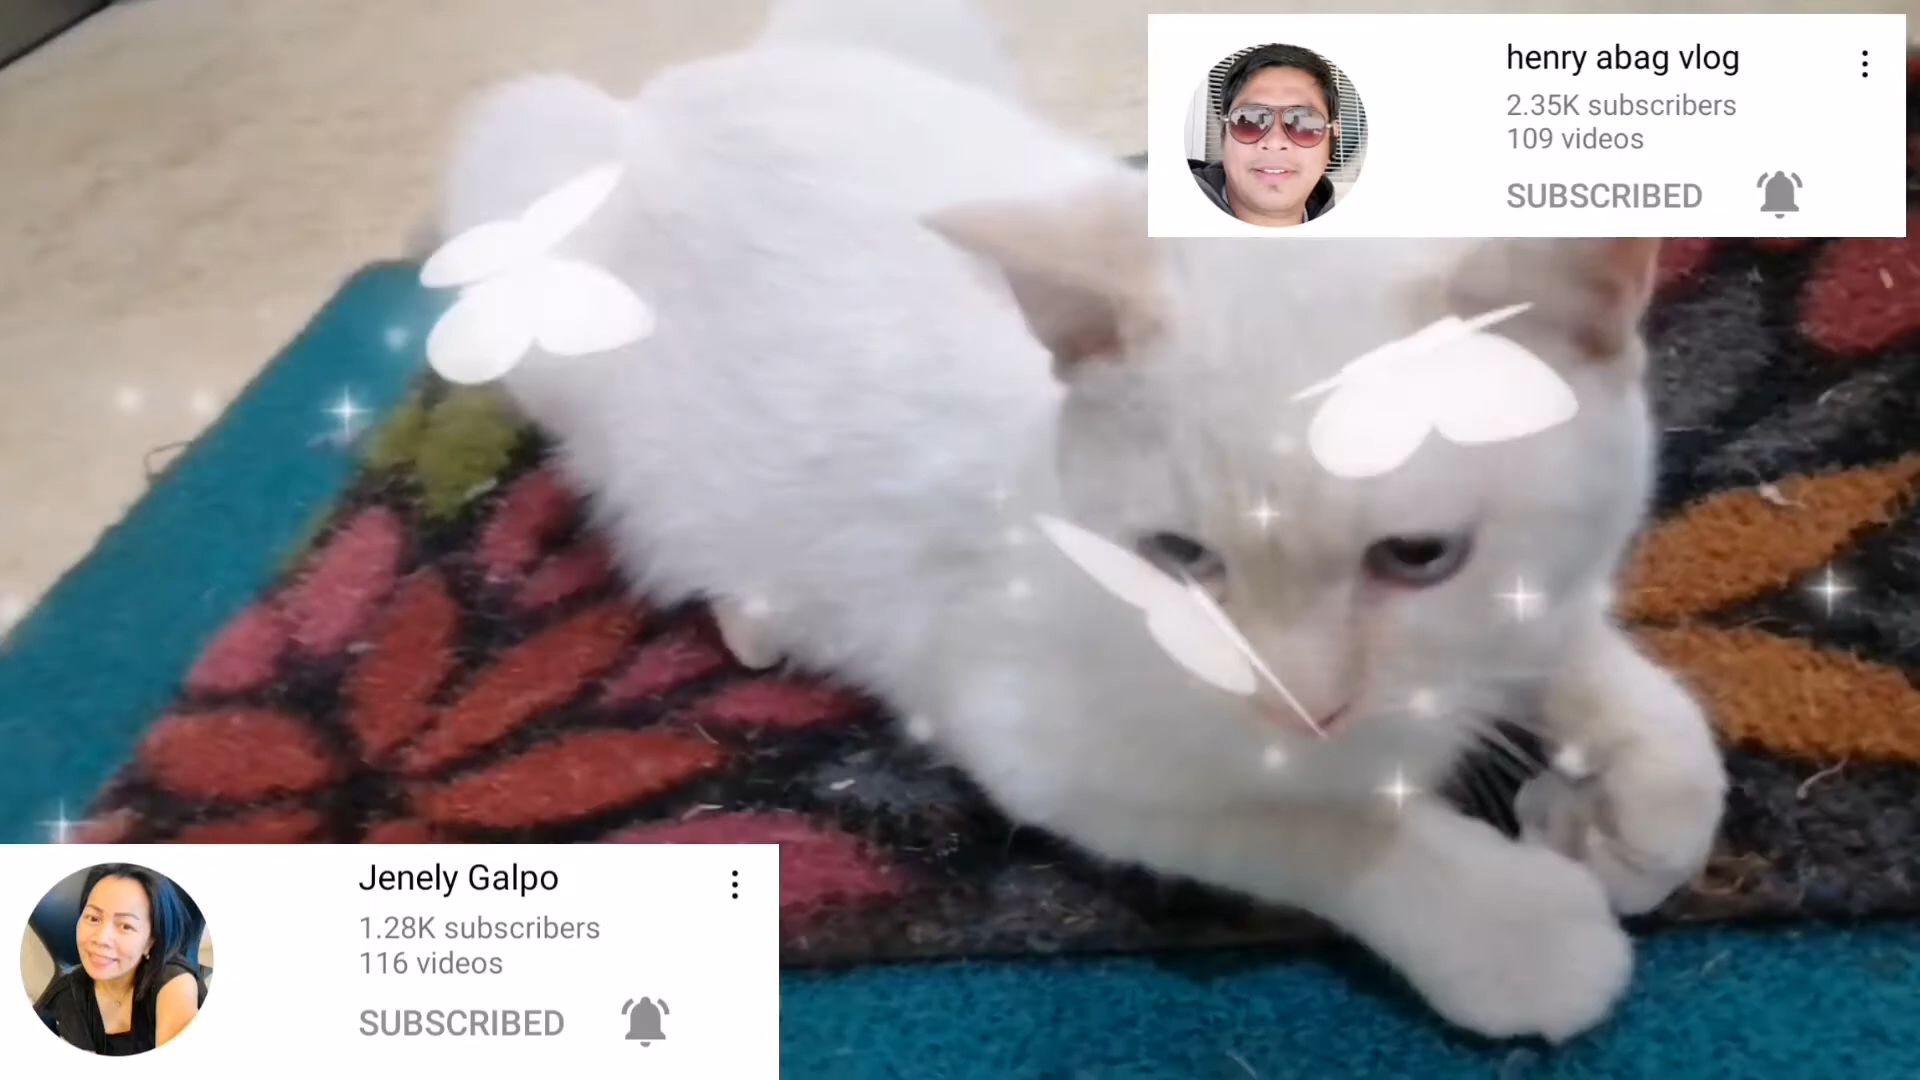 henry abag vlog
2.35K subscribers
109 videos
SUBSCRIBED
Jenely Galpo
1.28K subscribers
116 videos
SUBSCRIBED